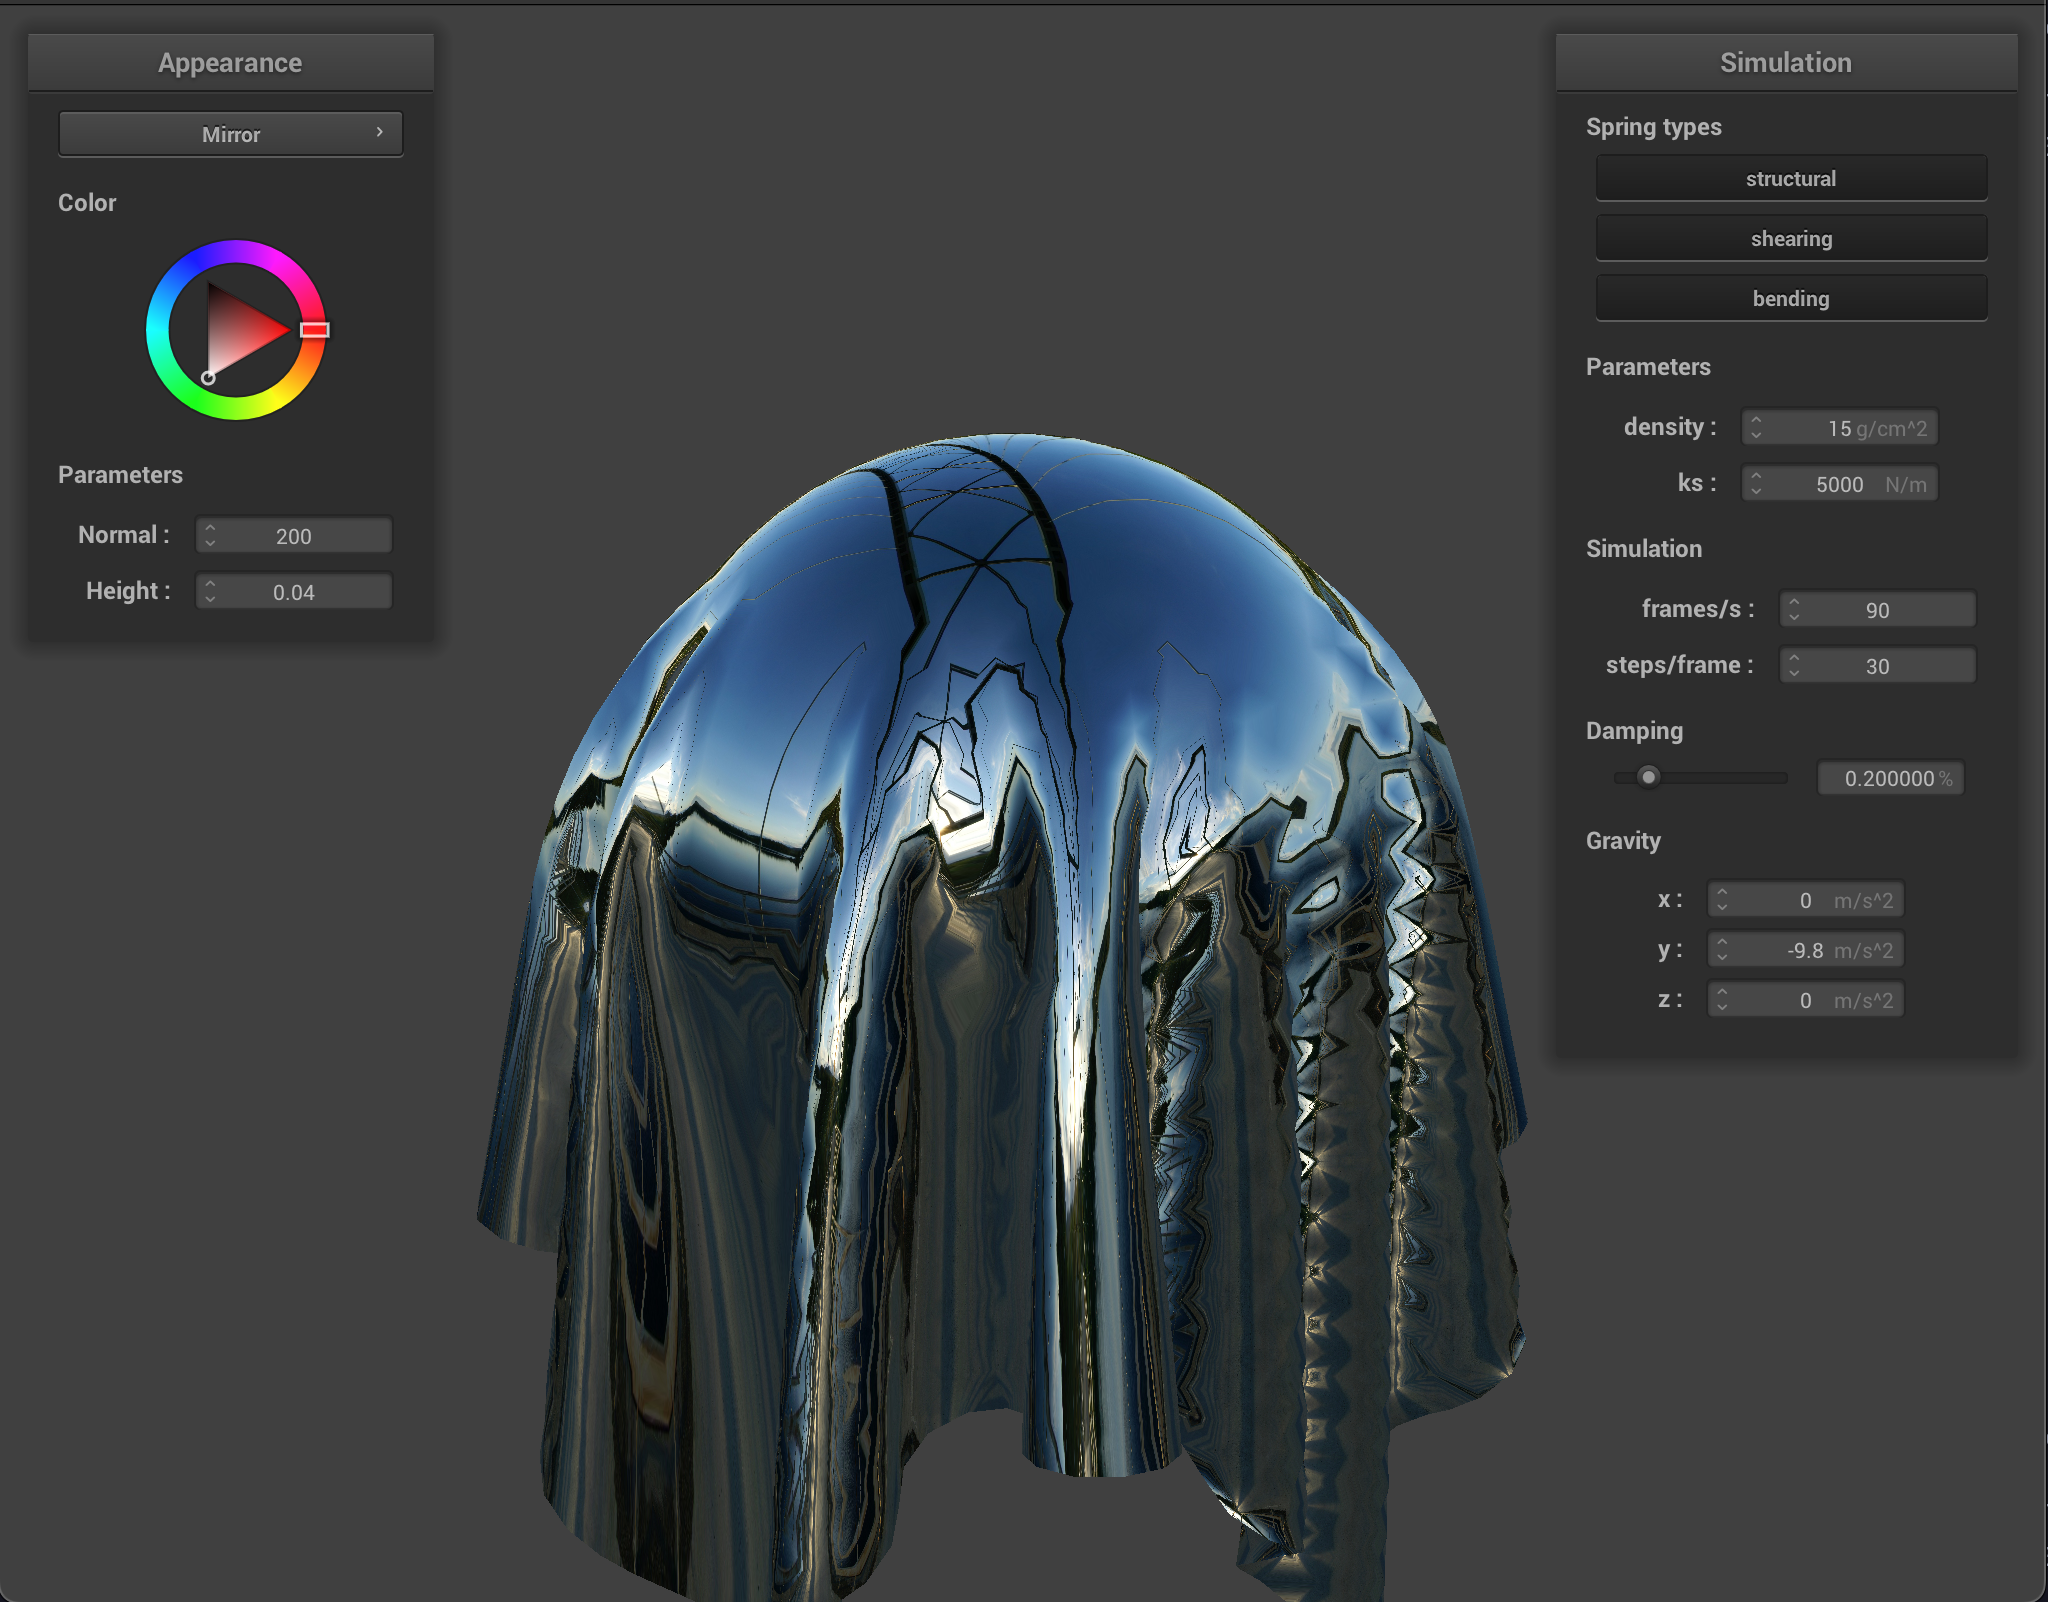 Appearance
Mirror
Color
Parameters
Normal : 200
Height : 0.04
Simulation
Spring types
structural
shearing
bending
Parameters
density : 15 g/cm^2
ks : 5000 N/m
Simulation
frames/s : 90
steps/frame : 30
Damping
0.200000 %
Gravity
x : 0 m/s^2
y : -9.8 m/s^2
z : 0 m/s^2